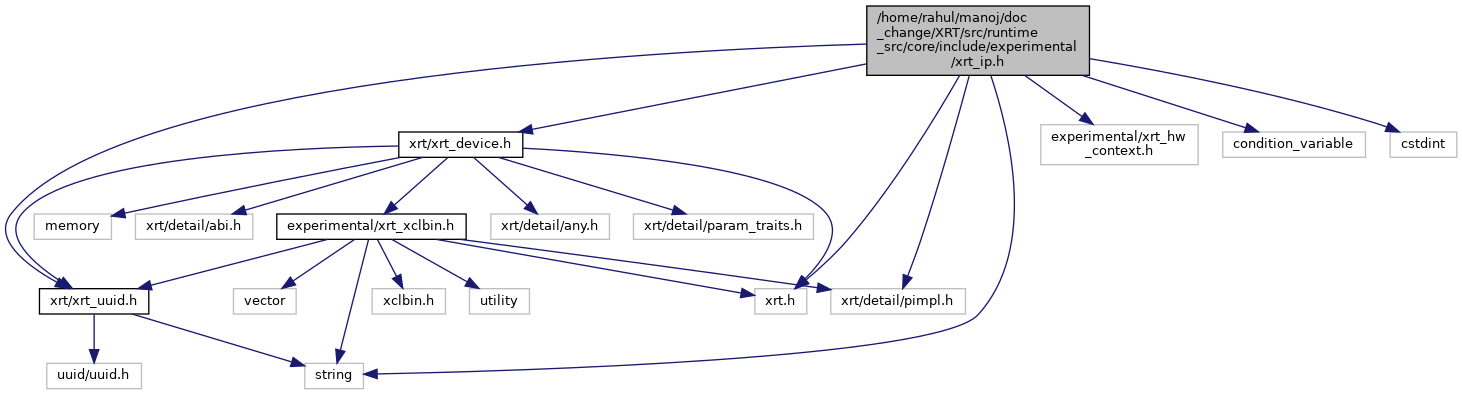 /home/rahul/manoj/doc
_change/XRT/src/runtime
_src/core/include/experimental
/xrt_ip.h
xrt/xrt_device.h
experimental/xrt_hw
_context.h
condition_variable
cstdint
memory
xrt/detail/abi.h
experimental/xrt_xclbin.h
xrt/detail/any.h
xrt/detail/param_traits.h
xrt/xrt_uuid.h
vector
xclbin.h
utility
xrt.h
xrt/detail/pimpl.h
uuid/uuid.h
string